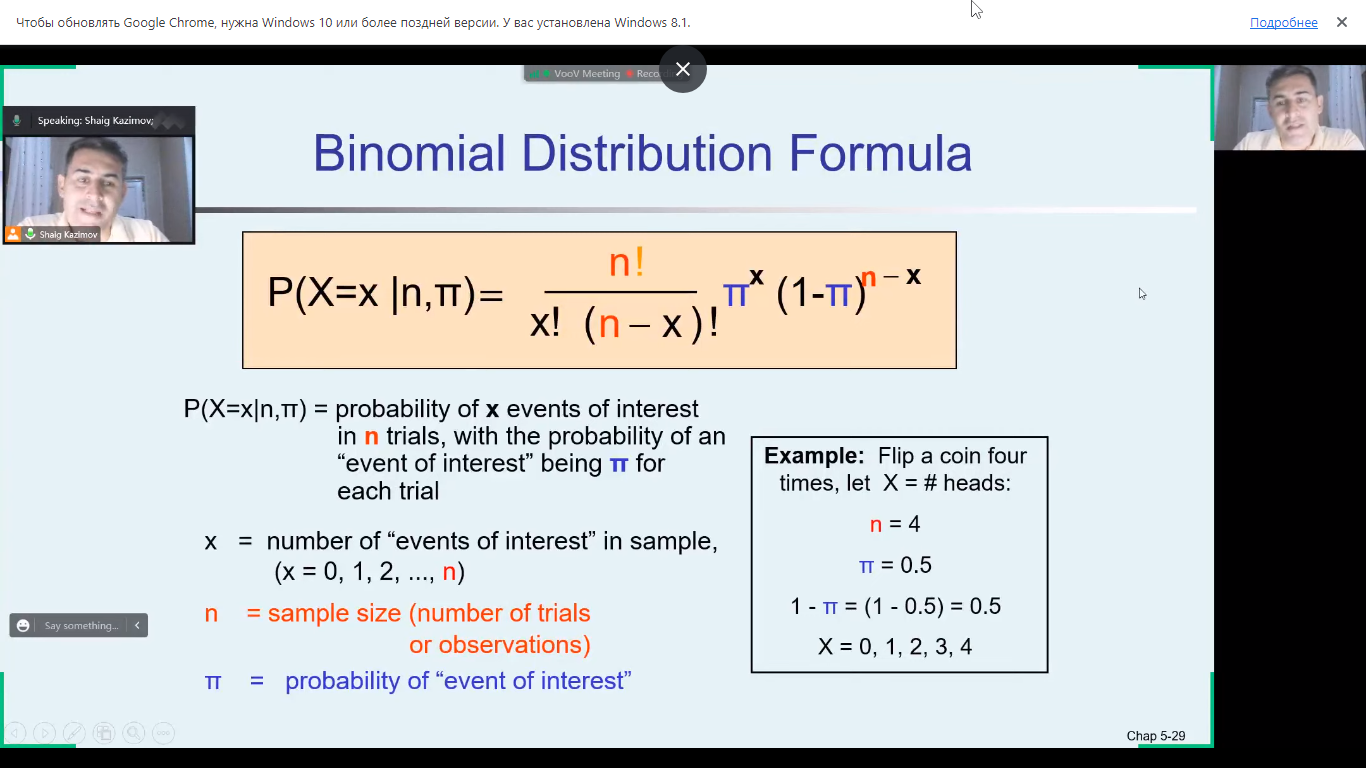 Чтобы обновлять Google Chrome, нужна Windows 10 или более поздней версии. У вас установлена Windows 8.1.
Подробнее
VooV Meeting
Speaking: Shaig Kazimov;
Shaig Kazimov
Binomial Distribution Formula
P(X=x |n,π)= n! / x! (n – x)! π^x (1-π)^n – x
P(X=x|n,π) = probability of x events of interest
in n trials, with the probability of an
“event of interest” being π for
each trial
x = number of “events of interest” in sample,
(x = 0, 1, 2, ..., n)
n = sample size (number of trials
or observations)
π = probability of “event of interest”
Example: Flip a coin four
times, let X = # heads:
n = 4
π = 0.5
1 - π = (1 - 0.5) = 0.5
X = 0, 1, 2, 3, 4
Say something...
Chap 5-29